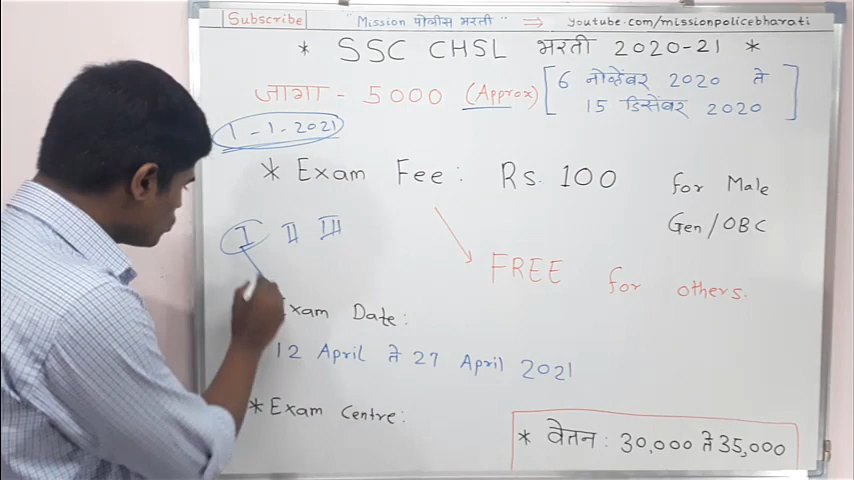 Subscribe "Mission पोलीस भरती" ⇒ youtube.com/missionpolicebharati
* SSC CHSL भरती 2020-21 *
जागा - 5000 (Approx) [6 नोव्हेंबर 2020 ते
15 डिसेंबर 2020]
1-1-2021
* Exam Fee: Rs. 100 for Male
Gen/OBC
I II III
FREE for others.
Exam Date:
12 April ते 27 April 2021
* Exam Centre:
* वेतन: 30,000 ते 35,000